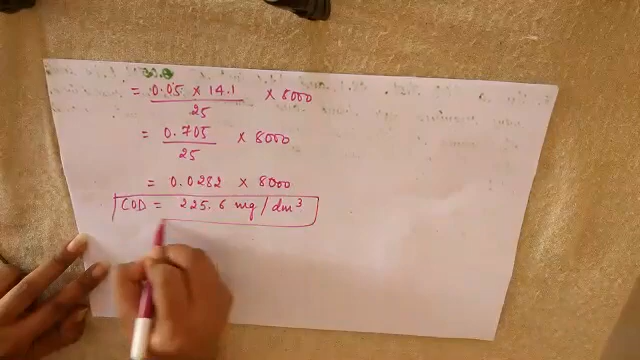 = 0.05 × 14.1 / 25 × 8000
= 0.705 / 25 × 8000
= 0.0282 × 8000
COD = 225.6 mg/dm³